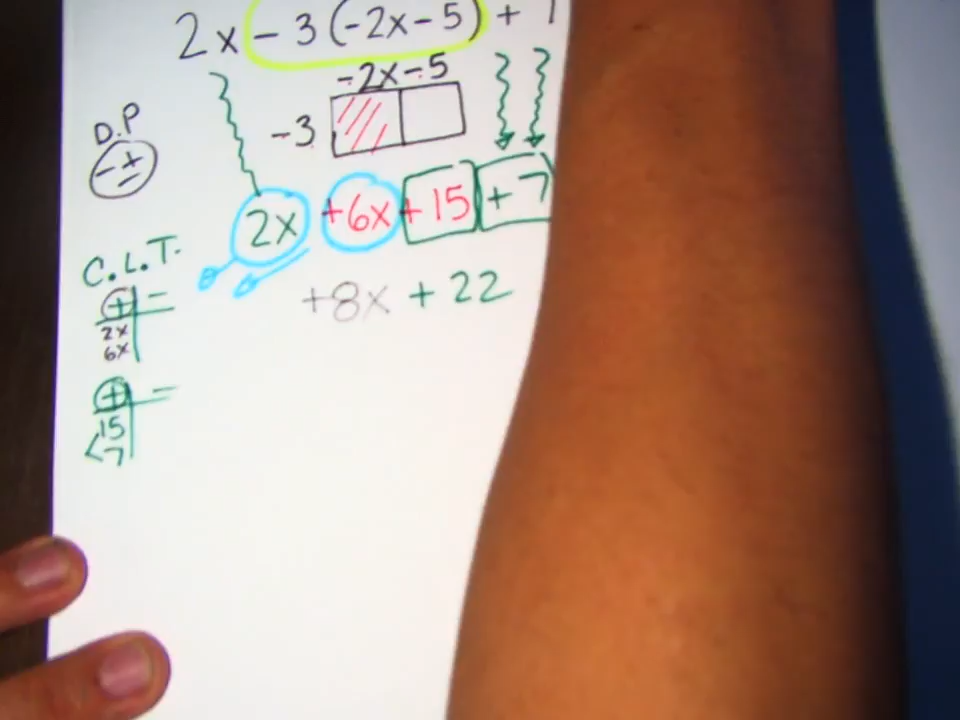 2x - 3(-2x - 5) + 7
-2x - 5
-3
D.P
- +
=
2x +6x +15 + 7
C.L.T.
+8x + 22
+ -
2x
6x
+ -
15
7